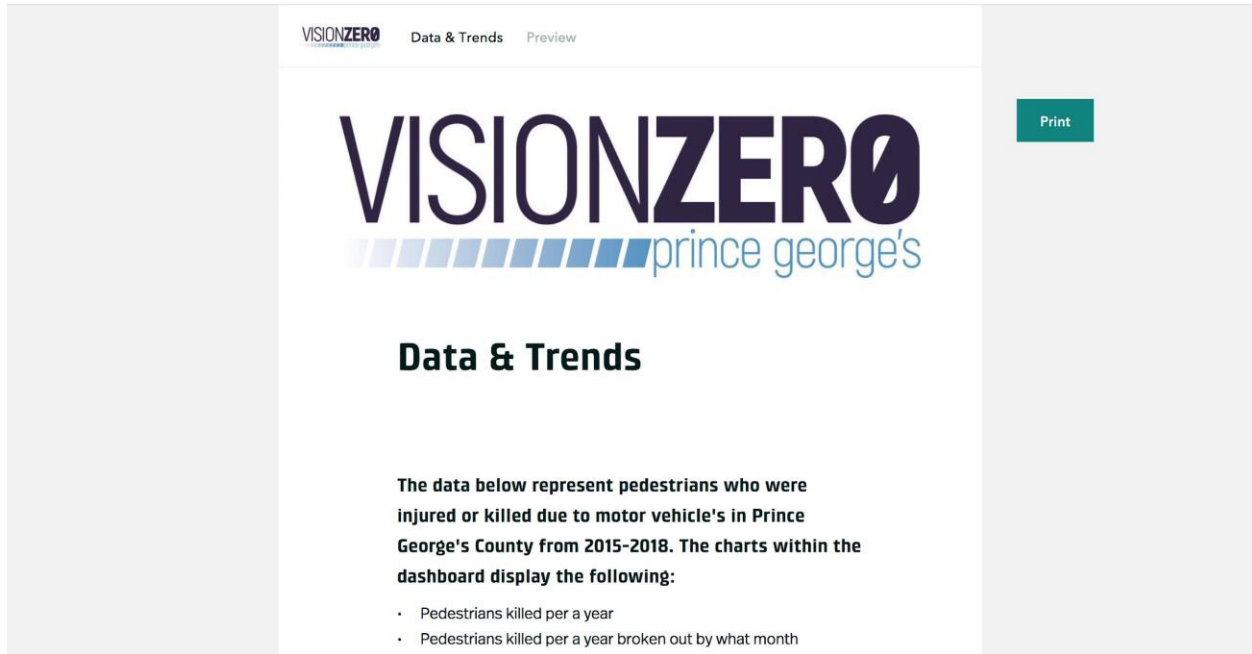 VISIONZERØ Data & Trends Preview
Print
VISIONZERØ
prince george's
Data & Trends
The data below represent pedestrians who were
injured or killed due to motor vehicle's in Prince
George's County from 2015-2018. The charts within the
dashboard display the following:
• Pedestrians killed per a year
• Pedestrians killed per a year broken out by what month